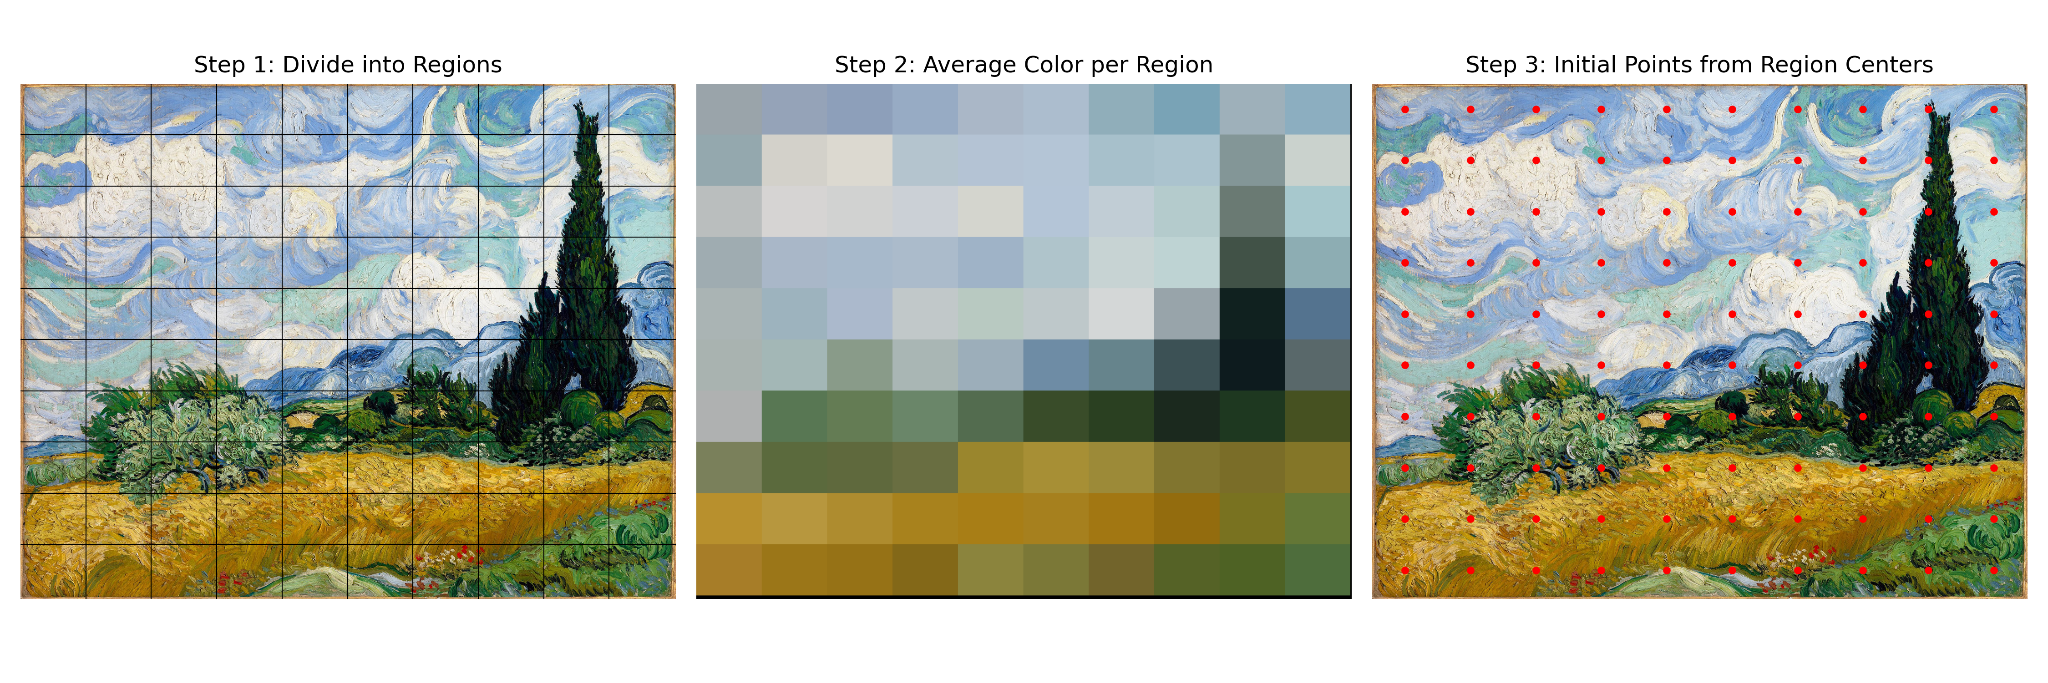 Step 1: Divide into Regions
Step 2: Average Color per Region
Step 3: Initial Points from Region Centers